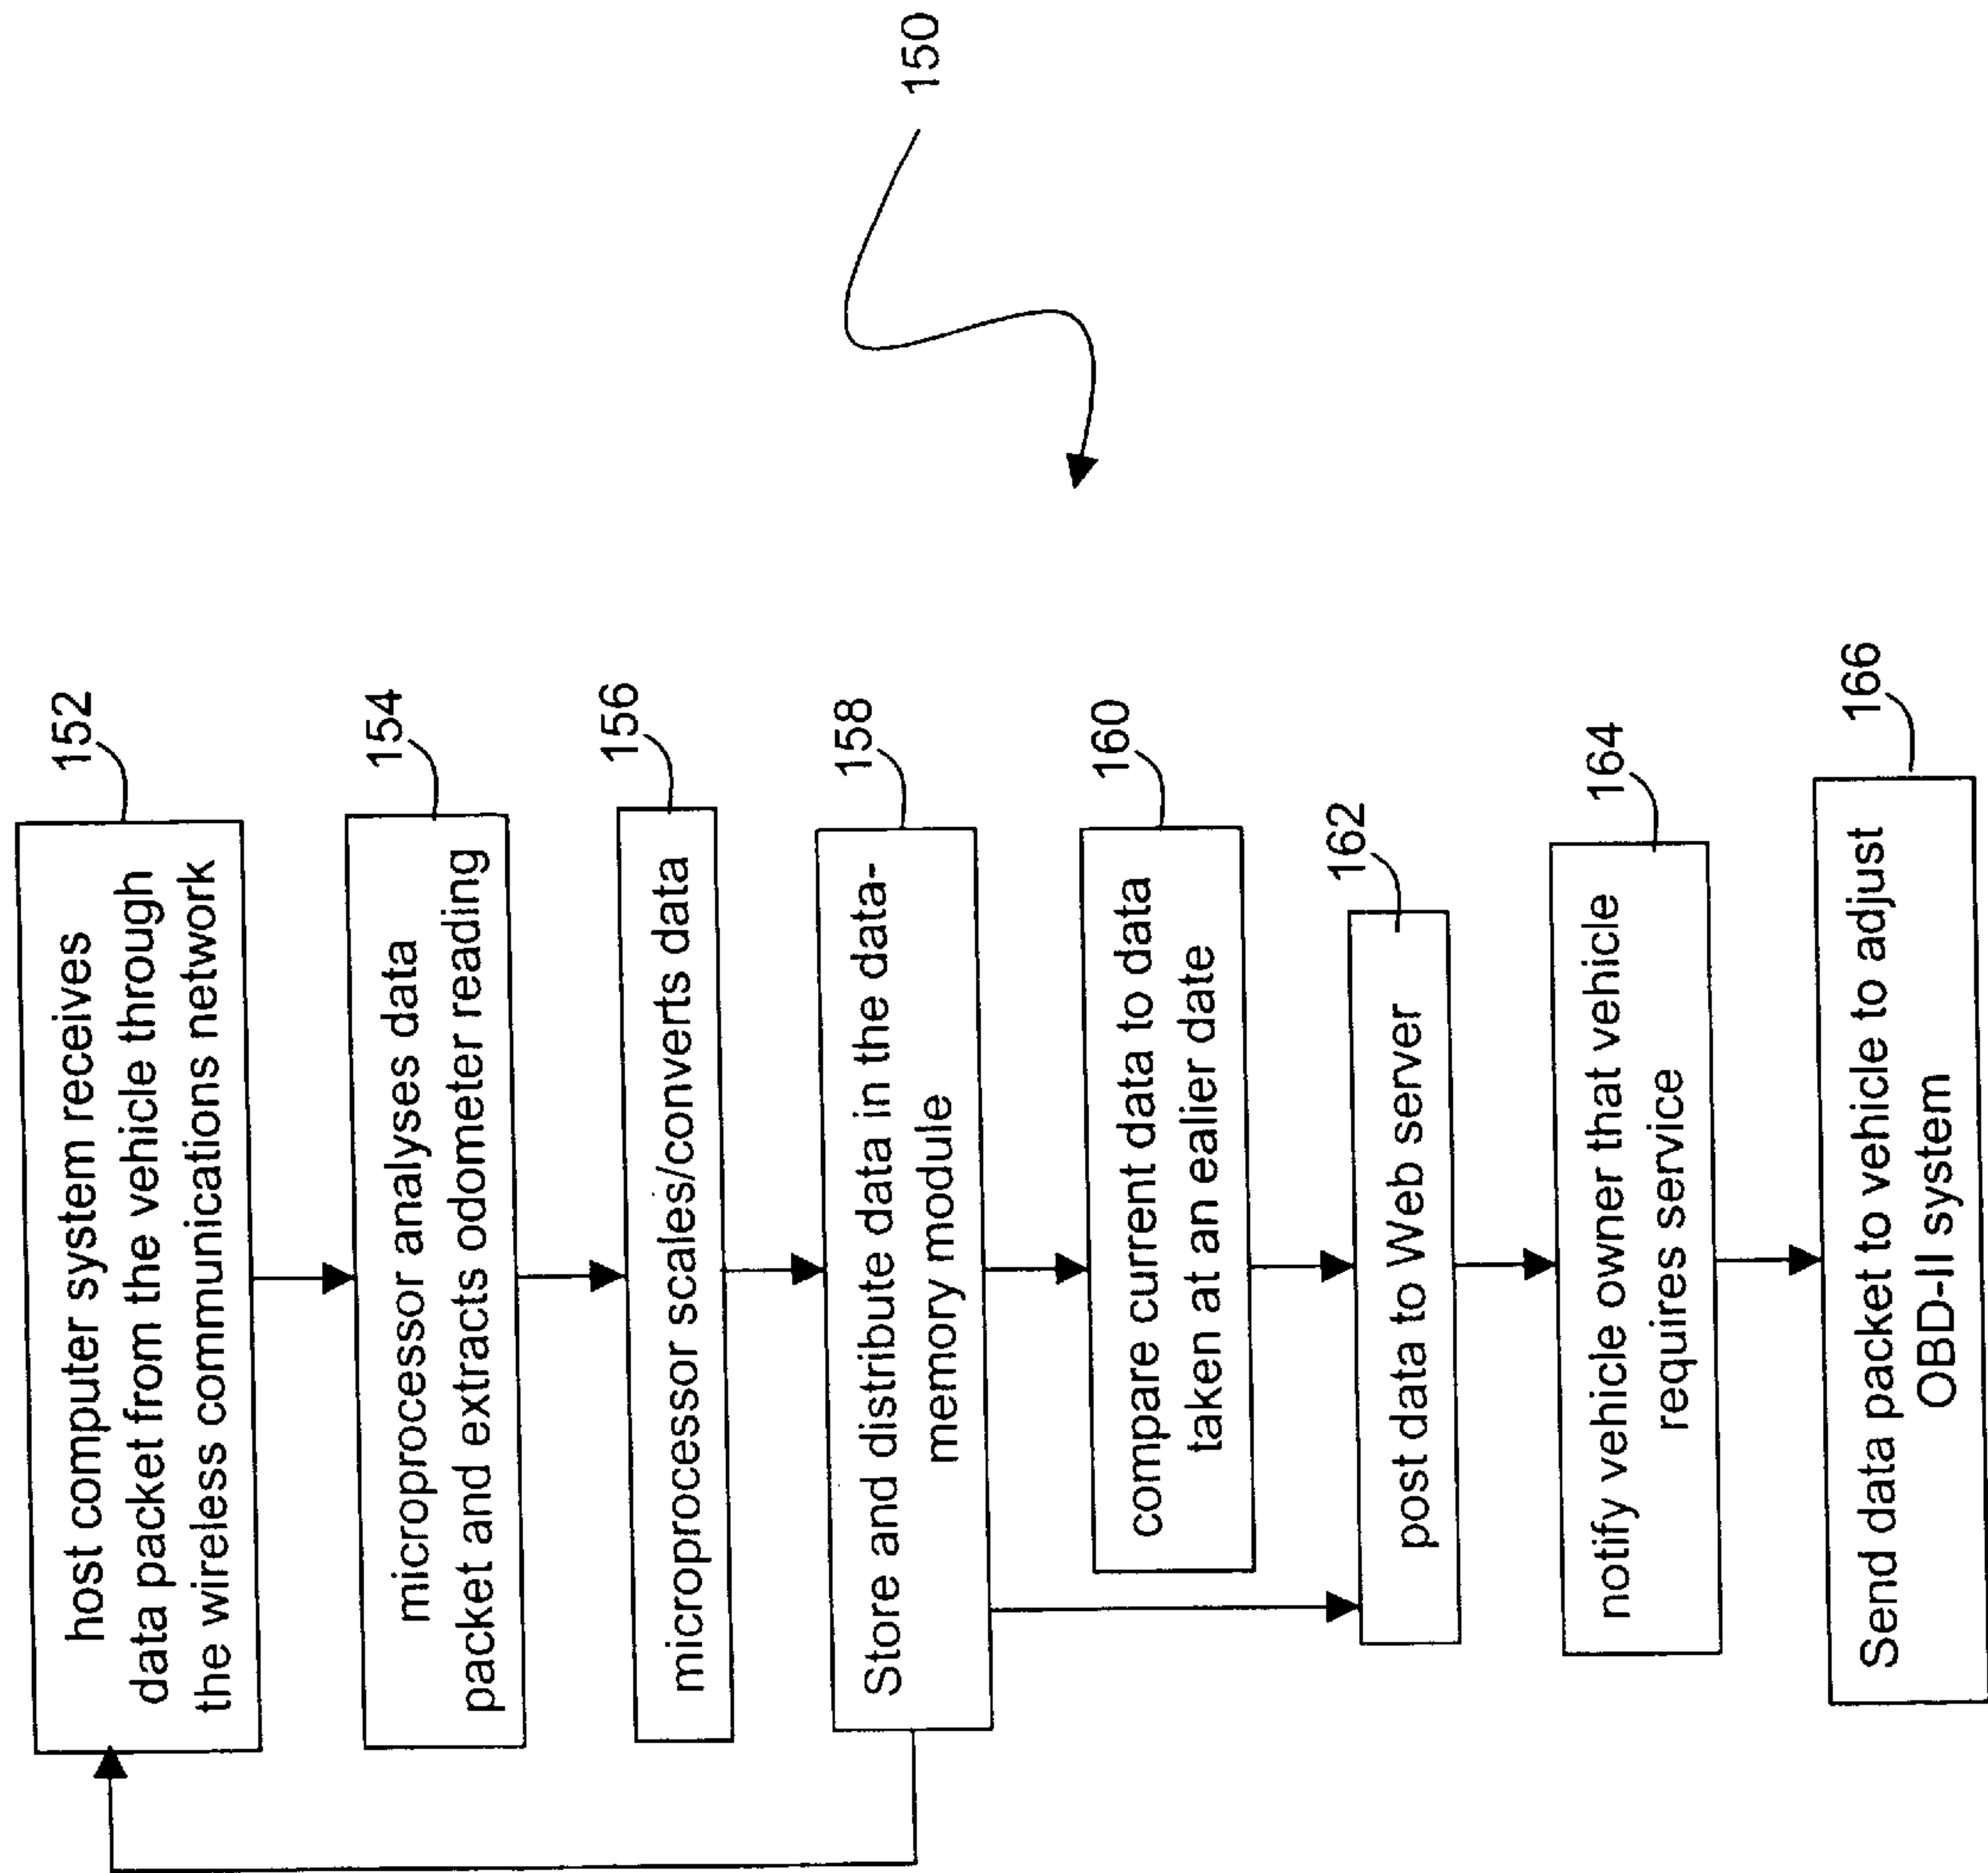 150
152
host computer system receives
data packet from the vehicle through
the wireless communications network
154
microprocessor analyses data
packet and extracts odometer reading
156
microprocessor scales/converts data
158
Store and distribute data in the data-
memory module
160
compare current data to data
taken at an ealier date
162
post data to Web server
164
notify vehicle owner that vehicle
requires service
166
Send data packet to vehicle to adjust
OBD-II system